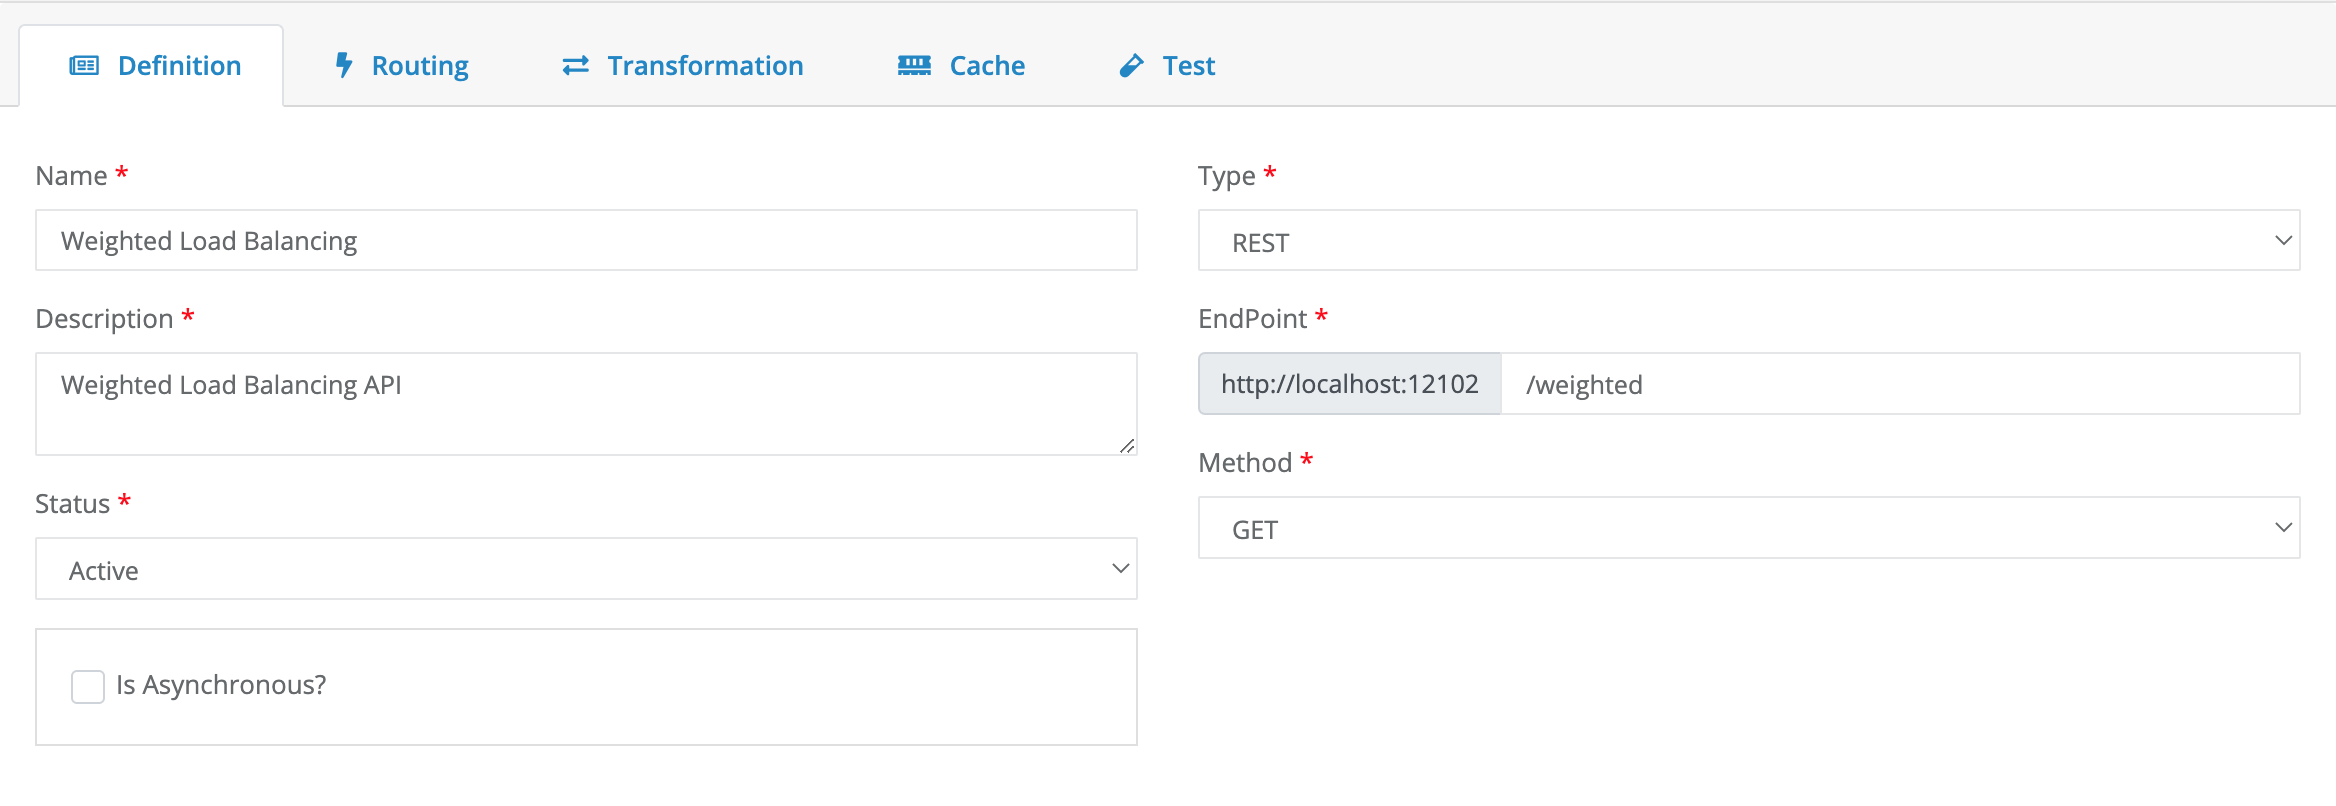 Definition
Routing
Transformation
Cache
Test
Name *
Weighted Load Balancing
Description *
Weighted Load Balancing API
Status *
Active
Is Asynchronous?
Type *
REST
EndPoint *
http://localhost:12102
/weighted
Method *
GET